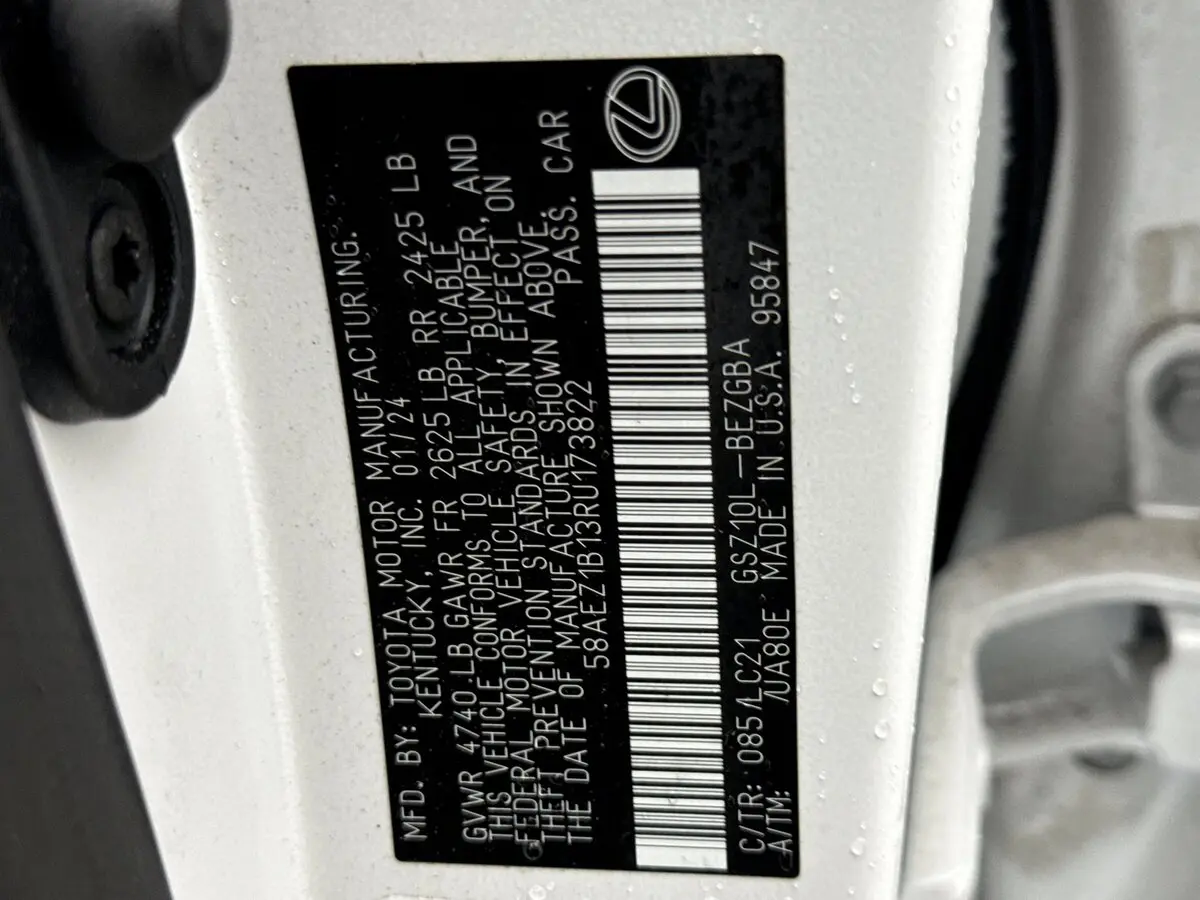 MFD. BY: TOYOTA MOTOR MANUFACTURING.
KENTUCKY, INC. 01/24
GVWR 4740 LB GAWR FR 2625 LB RR 2425 LB
THIS VEHICLE CONFORMS TO ALL APPLICABLE
FEDERAL MOTOR VEHICLE SAFETY, BUMPER, AND
THEFT PREVENTION STANDARDS IN EFFECT ON
THE DATE OF MANUFACTURE SHOWN ABOVE.
58AEZ1B13RU173822 PASS. CAR
C/TR: 085/LC21 GSZ10L-BEZGBA
A/TM: /UA80E MADE IN U.S.A. 95847